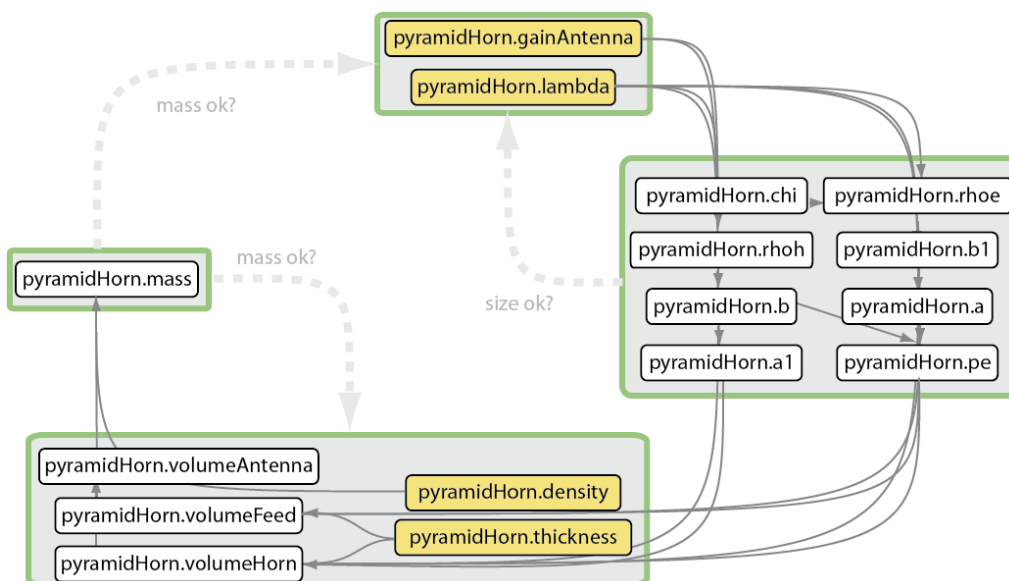 pyramidHorn.gainAntenna
pyramidHorn.lambda
mass ok?
pyramidHorn.chi
pyramidHorn.rhoe
pyramidHorn.rhoh
pyramidHorn.b1
mass ok?
pyramidHorn.mass
size ok?
pyramidHorn.b
pyramidHorn.a
pyramidHorn.a1
pyramidHorn.pe
pyramidHorn.volumeAntenna
pyramidHorn.density
pyramidHorn.volumeFeed
pyramidHorn.thickness
pyramidHorn.volumeHorn